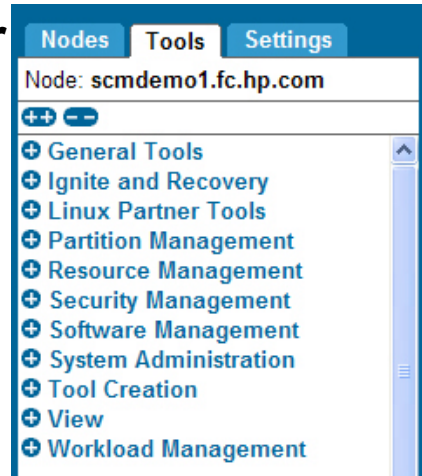 Nodes Tools Settings
Node: scmdemo1.fc.hp.com
General Tools
Ignite and Recovery
Linux Partner Tools
Partition Management
Resource Management
Security Management
Software Management
System Administration
Tool Creation
View
Workload Management